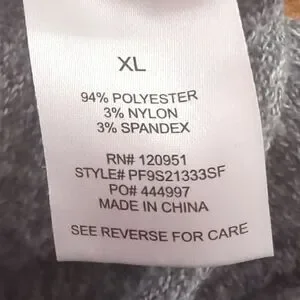 XL
94% POLYESTER
3% NYLON
3% SPANDEX
RN# 120951
STYLE# PF9S21333SF
PO# 444997
MADE IN CHINA
SEE REVERSE FOR CARE